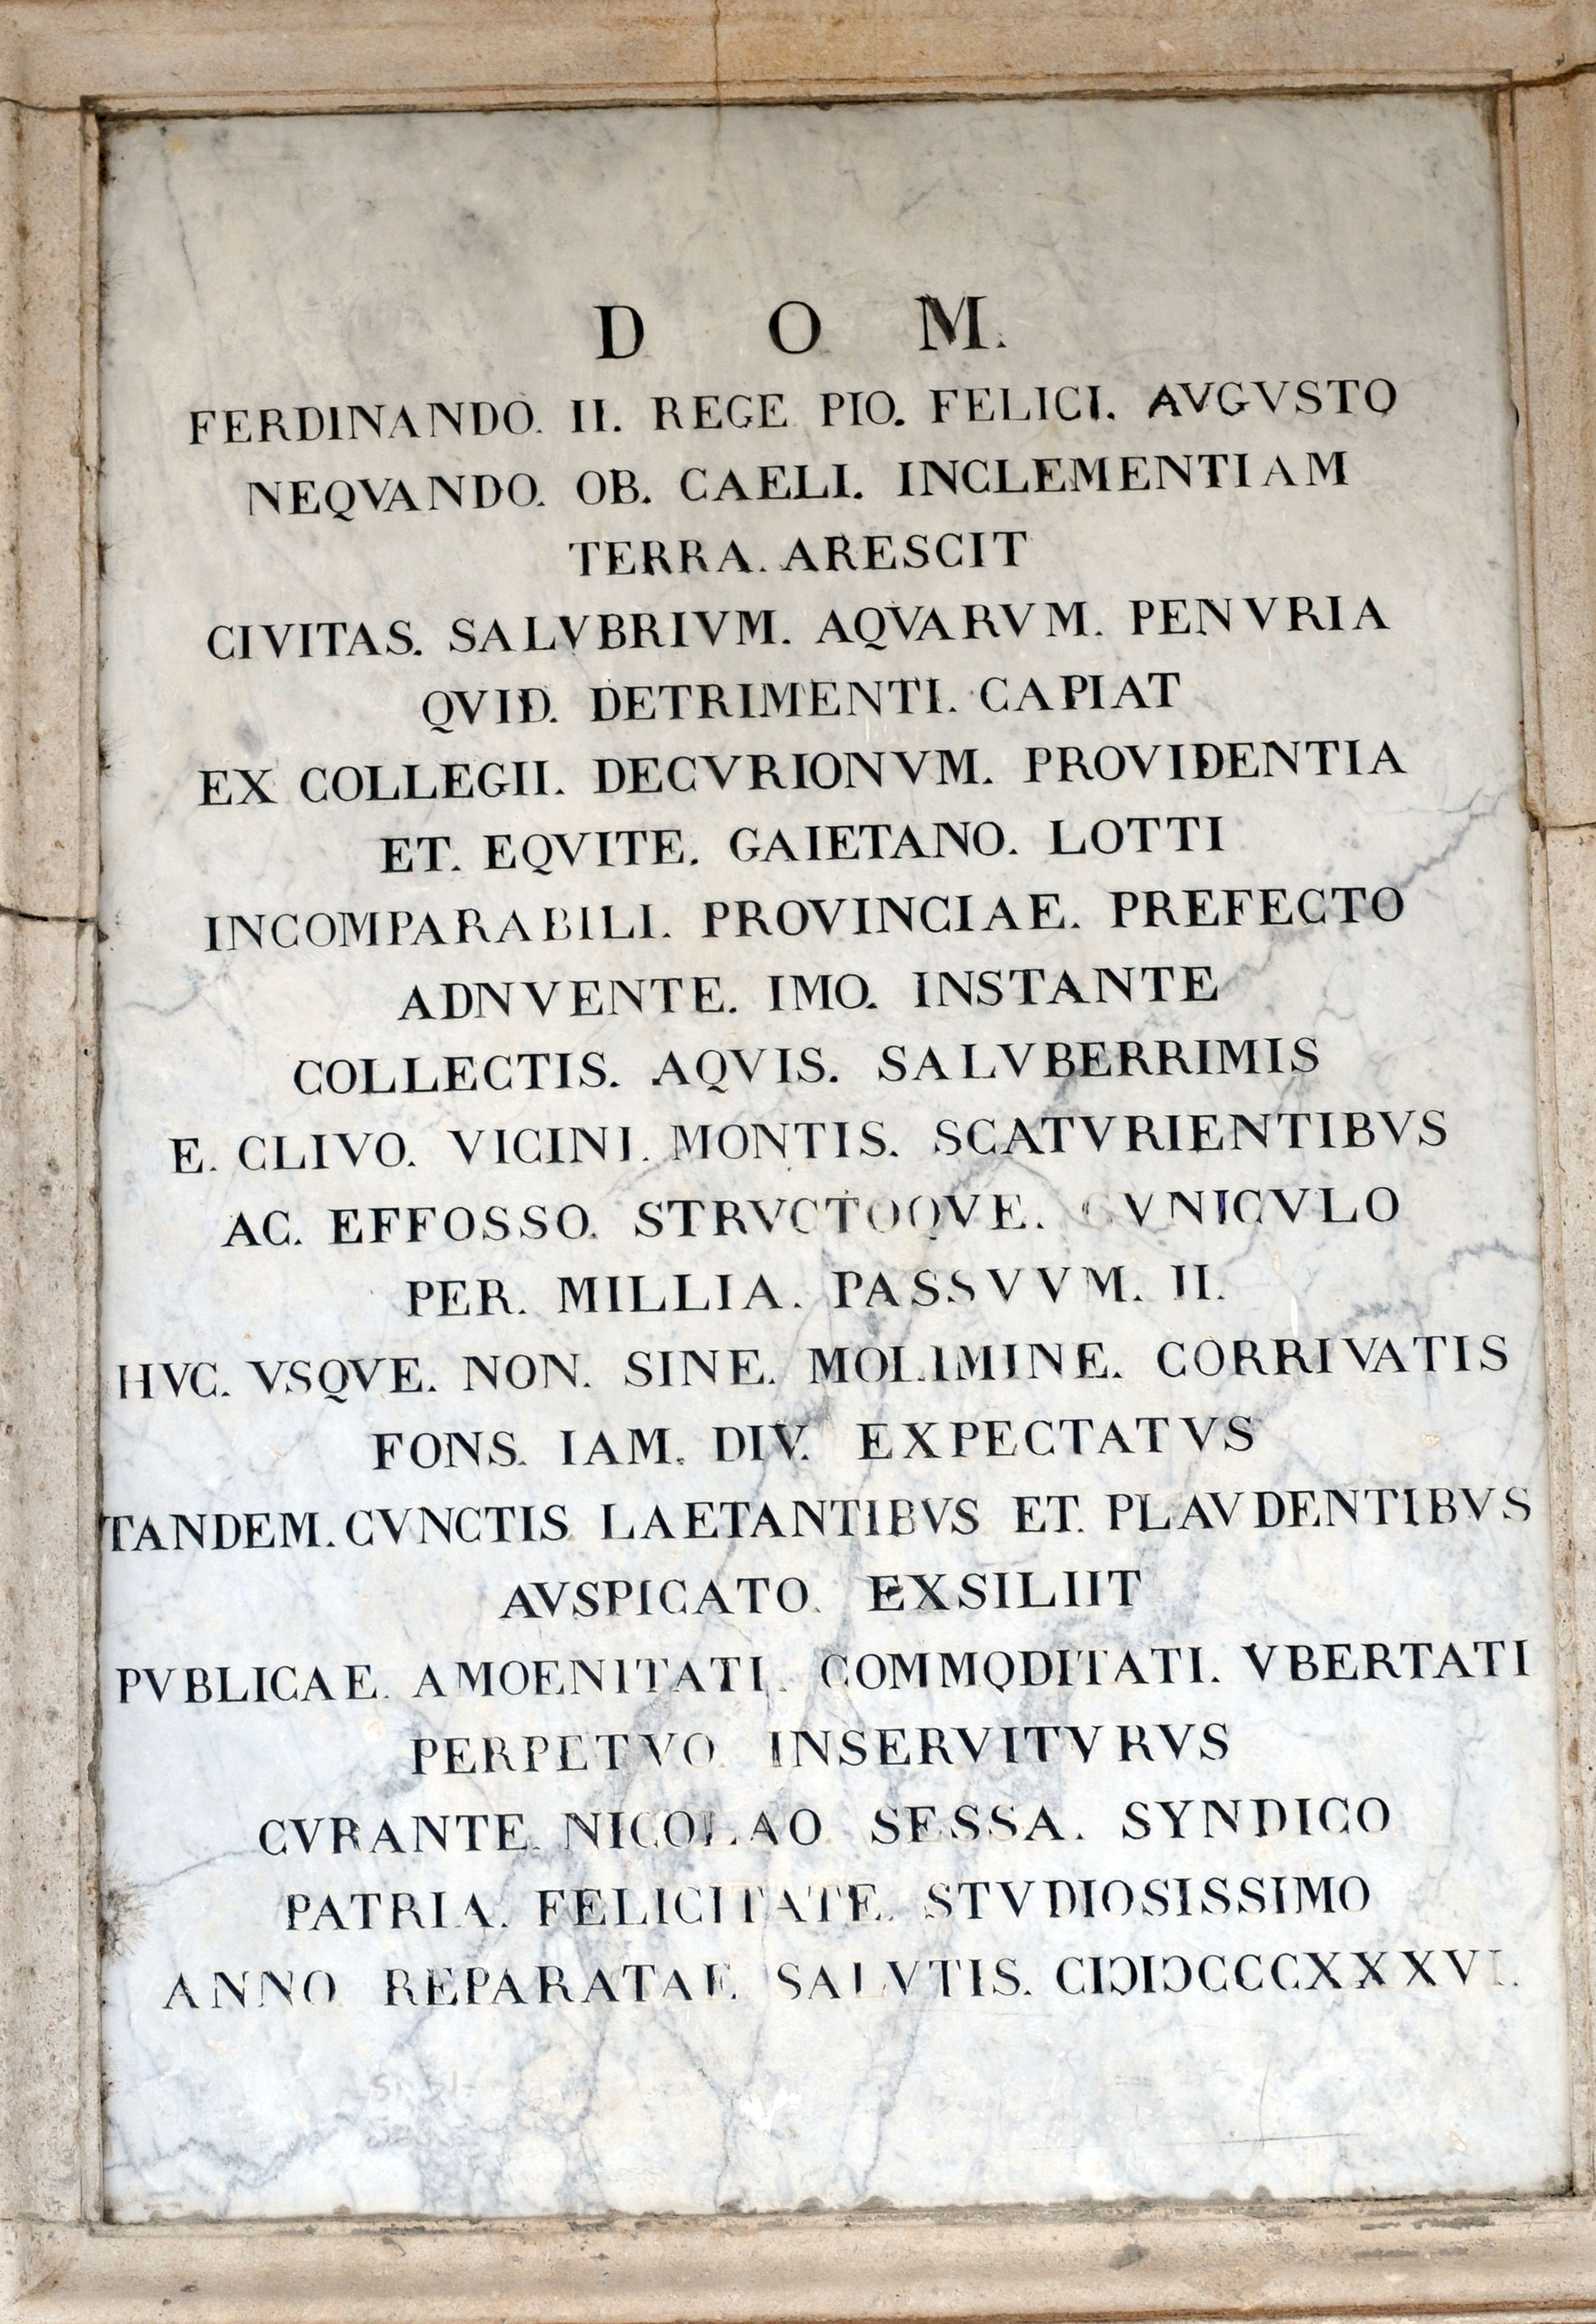 D O M.
FERDINANDO. II. REGE PIO. FELICI. AVGVSTO
NEQVANDO. OB. CAELI. INCLEMENTIAM
TERRA. ARESCIT
CIVITAS. SALVBRIVM. AQVARVM. PENVRIA
QVID. DETRIMENTI. CAPIAT
EX COLLEGII. DECVRIONVM. PROVIDENTIA
ET. EQVITE. GAIETANO. LOTTI
INCOMPARABILI. PROVINCIAE. PREFECTO
ADNVENTE. IMO. INSTANTE
COLLECTIS. AQVIS. SALVBERRIMIS
E. CLIVO. VICINI. MONTIS. SCATVRIENTIBVS
AC. EFFOSSO. STRVCTOQVE. CVNICVLO
PER. MILLIA. PASSVVM. II.
HVC. VSQVE. NON. SINE. MOLIMINE. CORRIVATIS
FONS. IAM. DIV. EXPECTATVS
TANDEM. CVNCTIS LAETANTIBVS ET. PLAVDENTIBVS
AVSPICATO. EXSILIIT
PVBLICAE. AMOENITATI. COMMODITATI. VBERTATI
PERPETVO INSERVITVRVS
CVRANTE. NICOLAO SESSA. SYNDICO
PATRIA. FELICITATE. STVDIOSISSIMO
ANNO REPARATAE. SALVTIS. CIↃIↃCCCXXXVI.